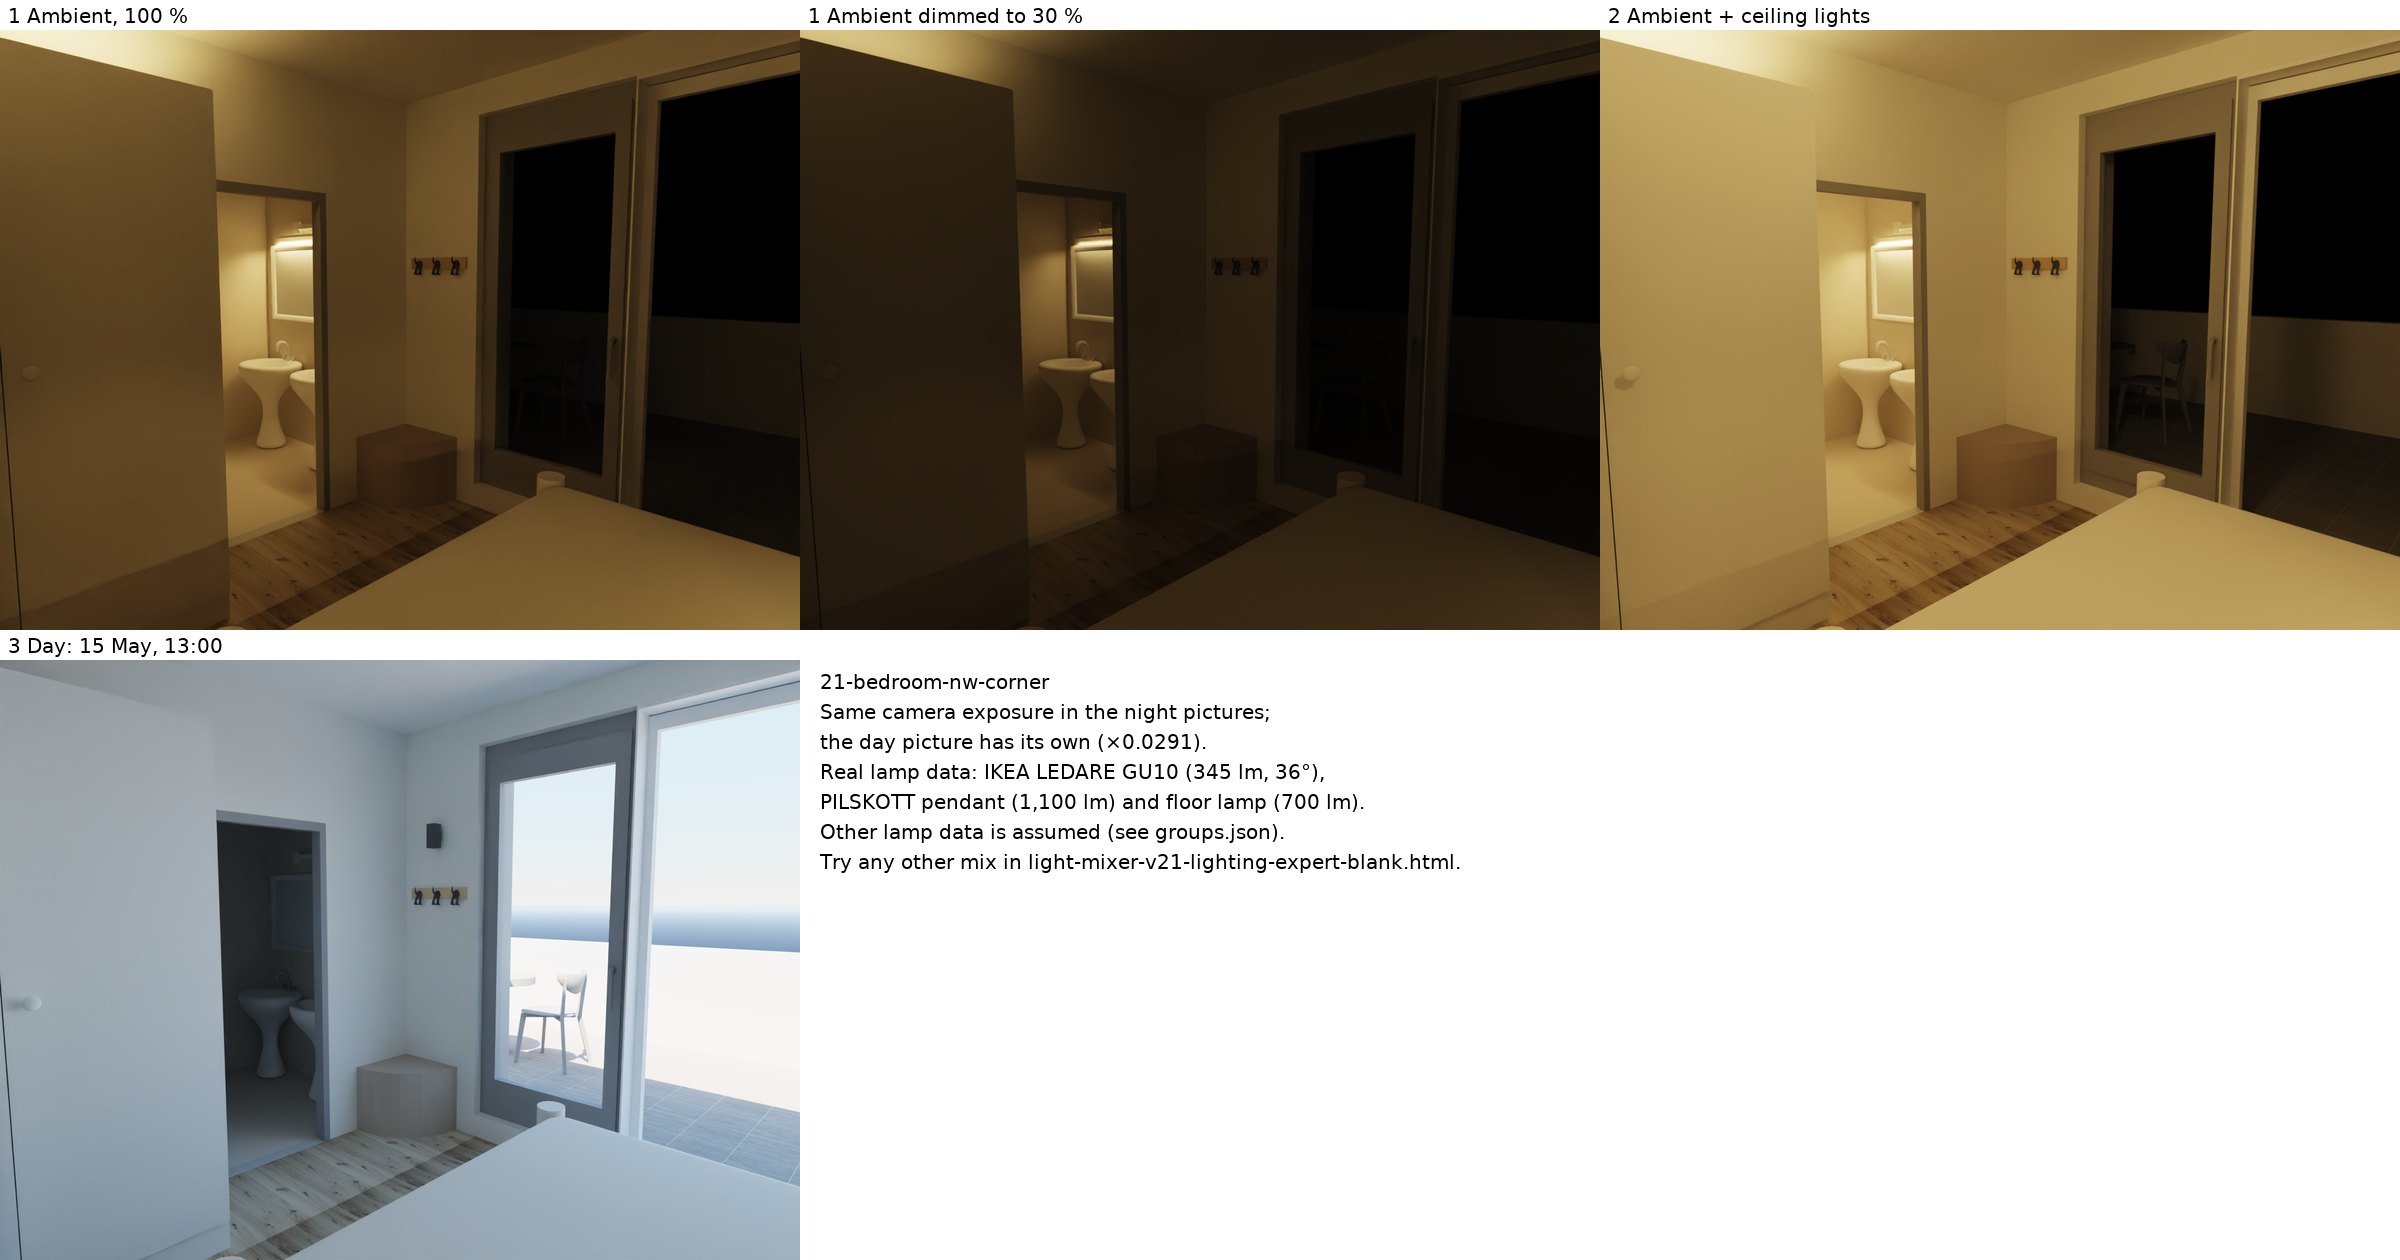 1 Ambient, 100 %
1 Ambient dimmed to 30 %
2 Ambient + ceiling lights
3 Day: 15 May, 13:00
21-bedroom-nw-corner
Same camera exposure in the night pictures;
the day picture has its own (×0.0291).
Real lamp data: IKEA LEDARE GU10 (345 lm, 36°),
PILSKOTT pendant (1,100 lm) and floor lamp (700 lm).
Other lamp data is assumed (see groups.json).
Try any other mix in light-mixer-v21-lighting-expert-blank.html.